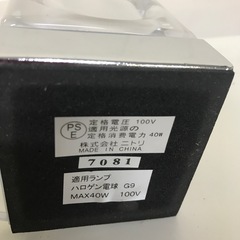 PS
E
定格電圧 100V
適用光源の
定格消費電力 40W
株式会社 ニトリ
MADE IN CHINA
7081
適用ランプ
ハロゲン電球 G9
MAX40W 100V